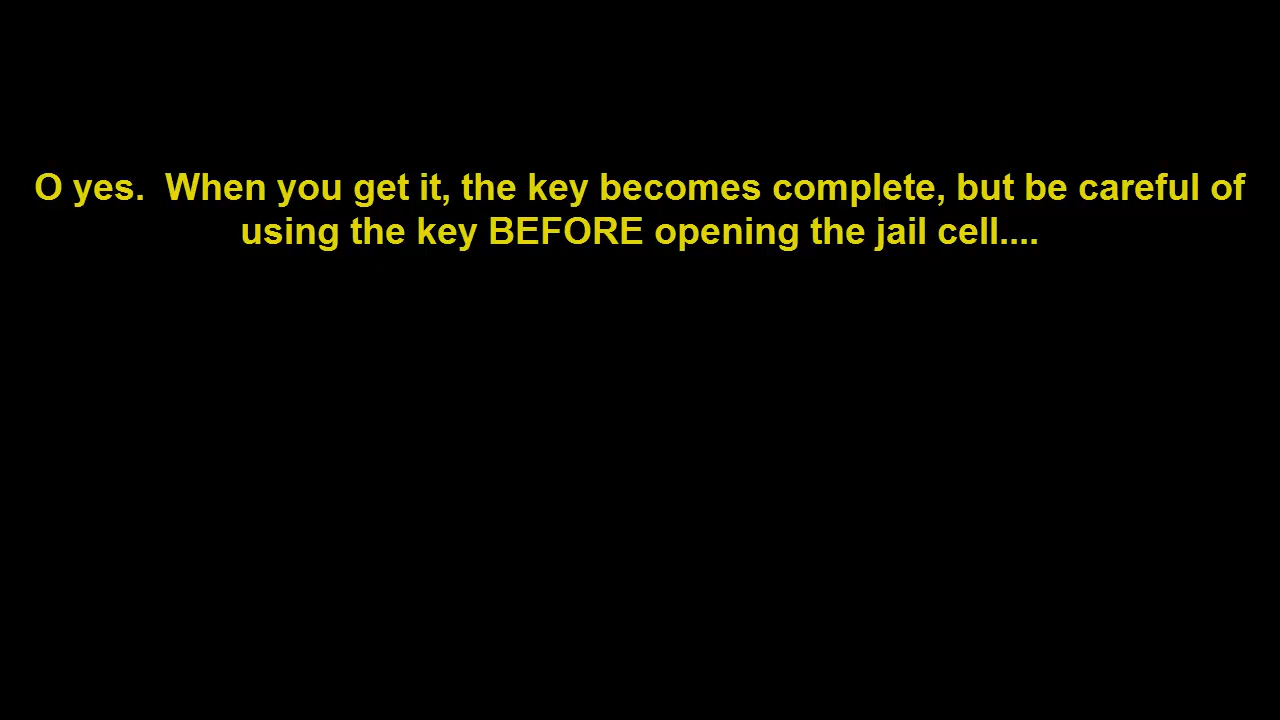 O yes.  When you get it, the key becomes complete, but be careful of
using the key BEFORE opening the jail cell....